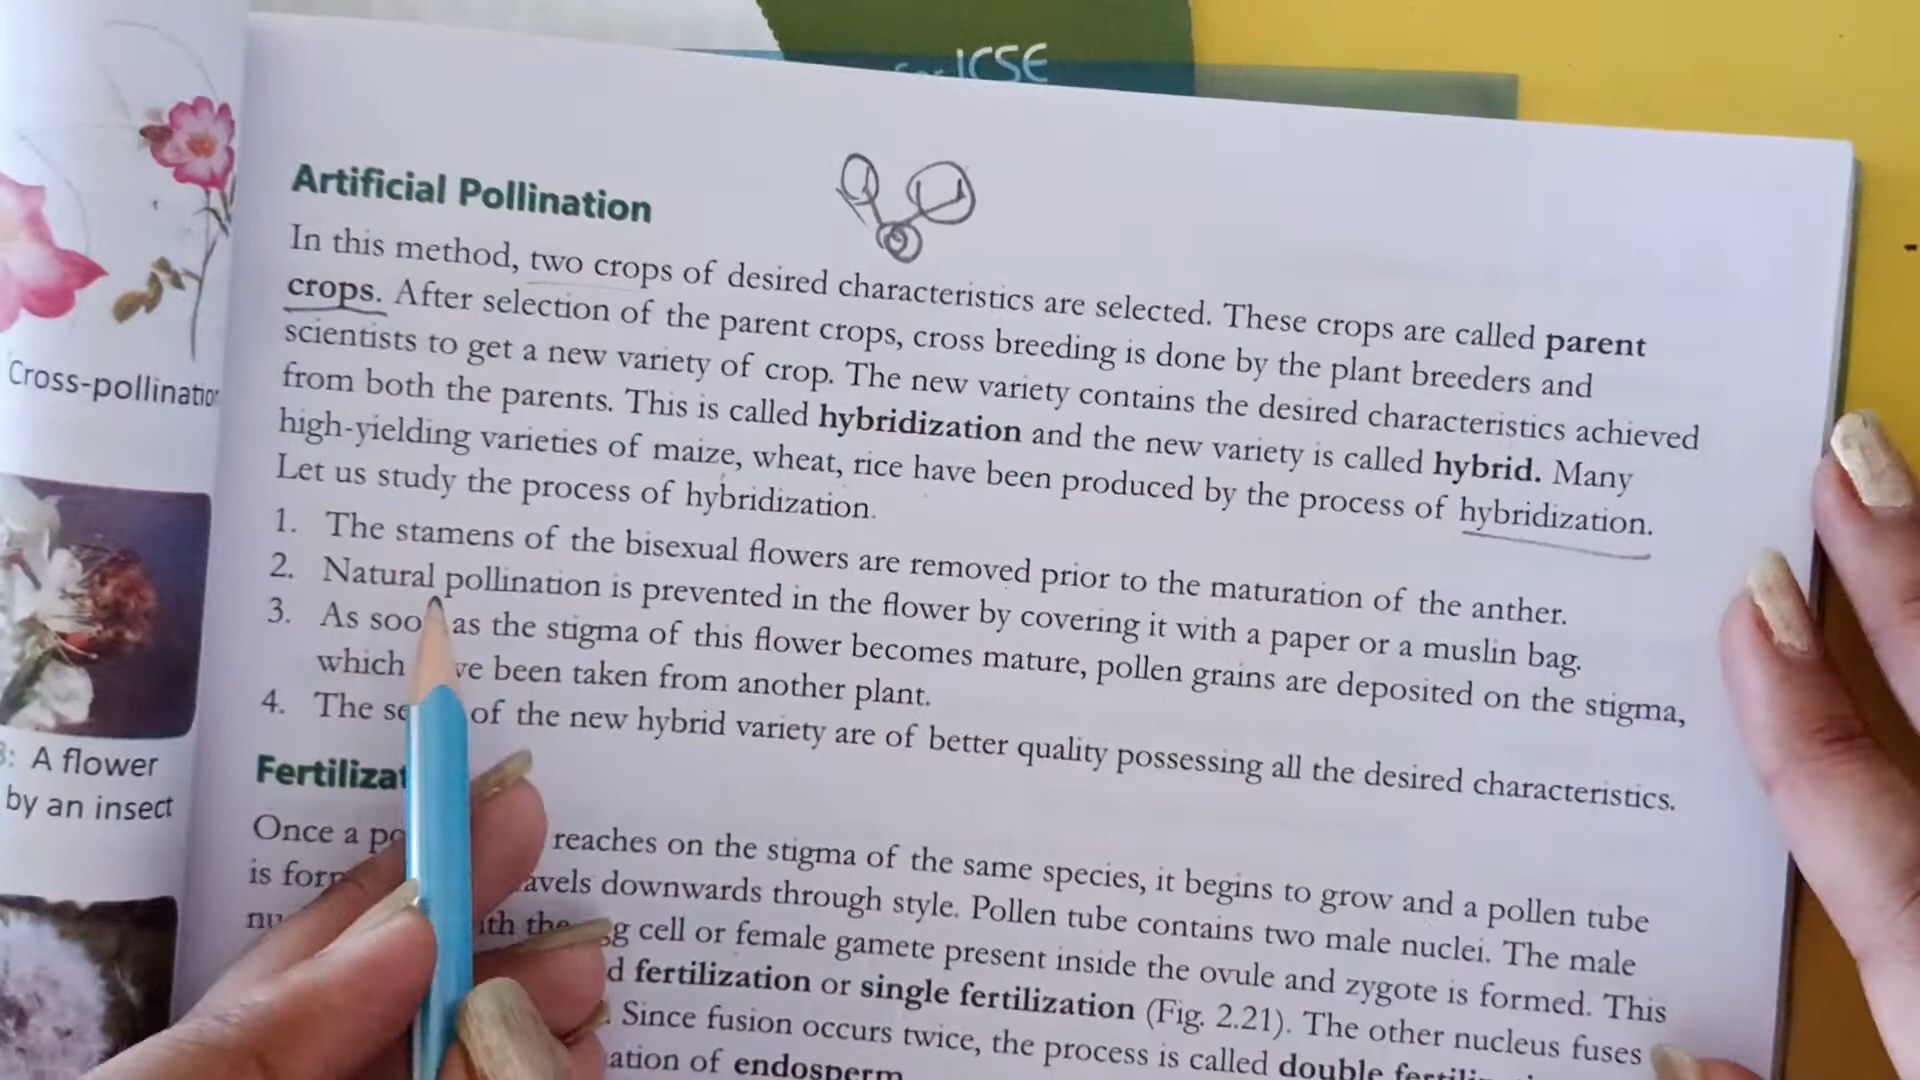 for ICSE
Artificial Pollination
In this method, two crops of desired characteristics are selected. These crops are called parent
crops. After selection of the parent crops, cross breeding is done by the plant breeders and
scientists to get a new variety of crop. The new variety contains the desired characteristics achieved
from both the parents. This is called hybridization and the new variety is called hybrid. Many
high-yielding varieties of maize, wheat, rice have been produced by the process of hybridization.
Let us study the process of hybridization.
1. The stamens of the bisexual flowers are removed prior to the maturation of the anther.
2. Natural pollination is prevented in the flower by covering it with a paper or a muslin bag.
3. As soo as the stigma of this flower becomes mature, pollen grains are deposited on the stigma,
which ve been taken from another plant.
4. The se of the new hybrid variety are of better quality possessing all the desired characteristics.
Fertilizat
Once a po reaches on the stigma of the same species, it begins to grow and a pollen tube
is for avels downwards through style. Pollen tube contains two male nuclei. The male
nu ith the gg cell or female gamete present inside the ovule and zygote is formed. This
d fertilization or single fertilization (Fig. 2.21). The other nucleus fuses
. Since fusion occurs twice, the process is called double fertili
ation of endosperm
Cross-pollination
3: A flower
by an insect